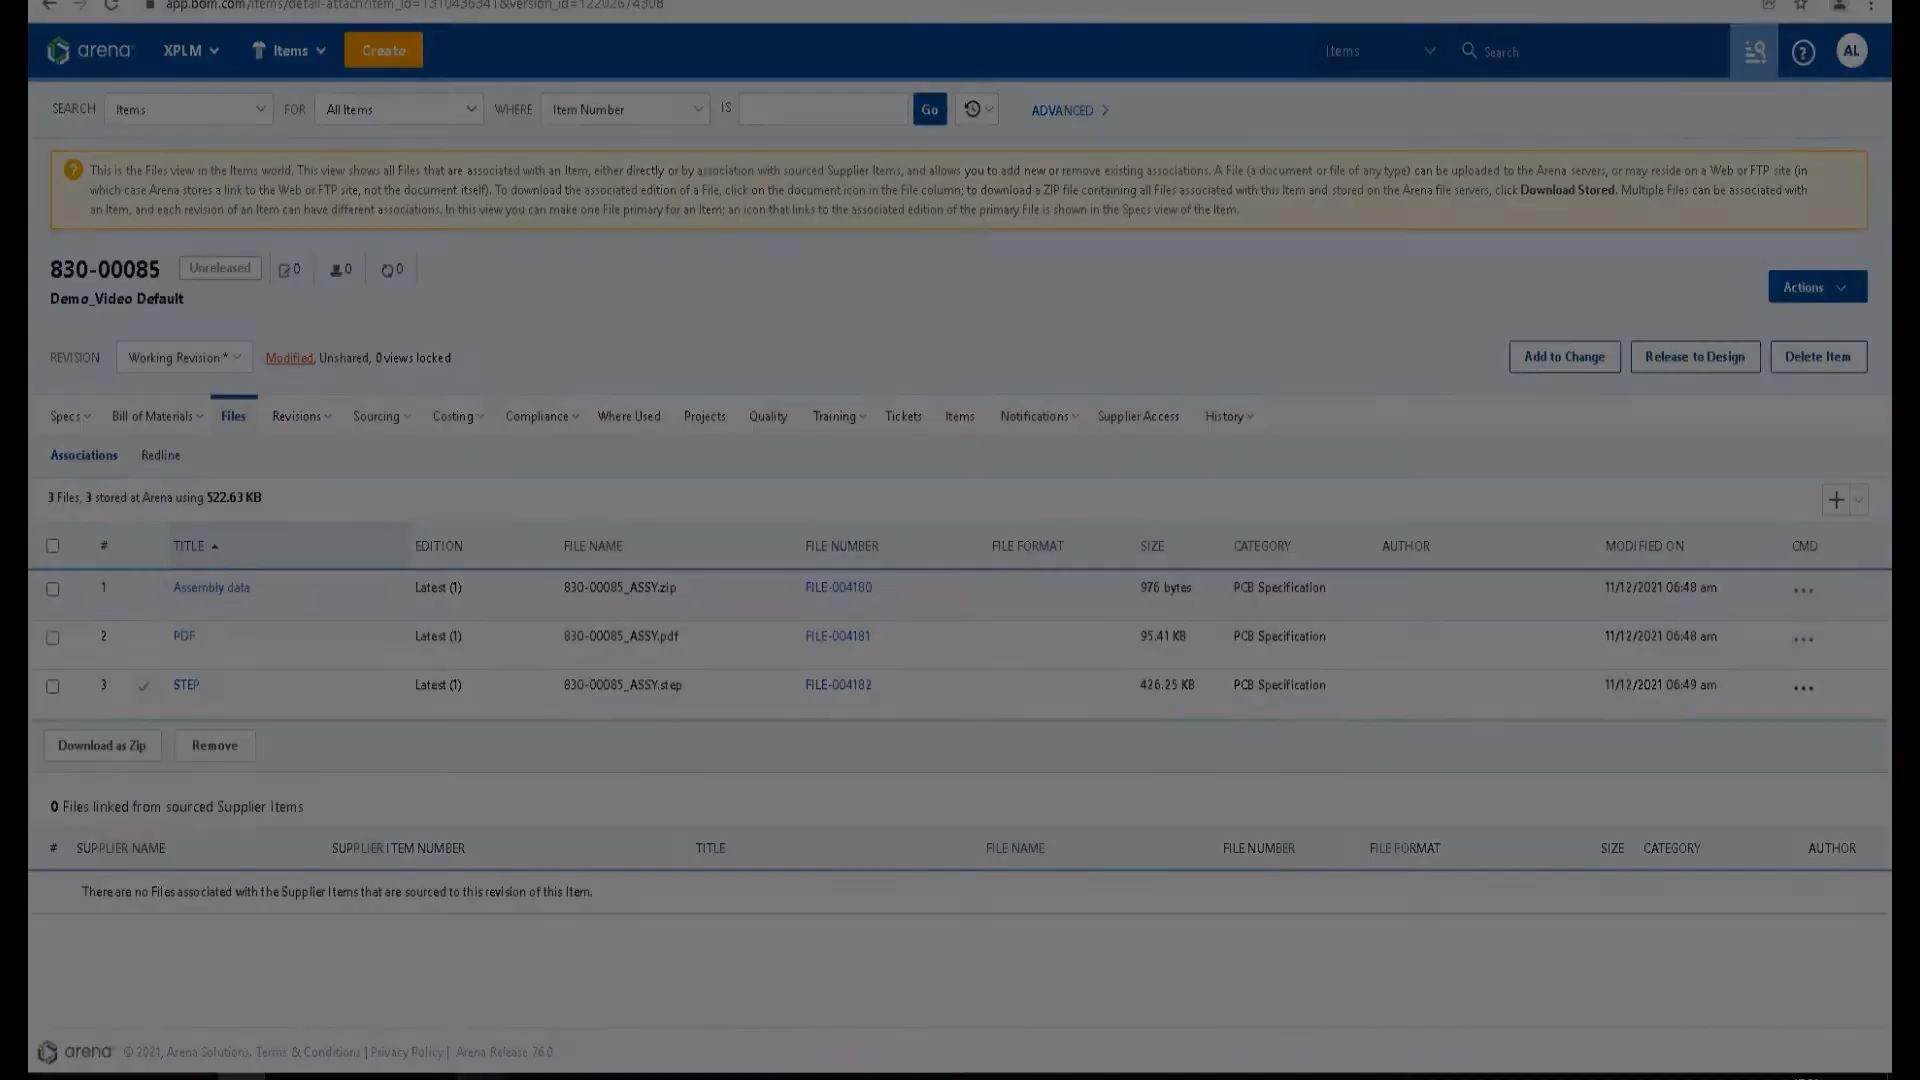 app.bom.com/items/detail-attach?item_id=1310436341&version_id=12202674308
arena XPLM Items Create Items Search ? AL
SEARCH Items FOR All Items WHERE Item Number IS Go ADVANCED
? This is the Files view in the Items world. This view shows all Files that are associated with an Item, either directly or by association with sourced Supplier Items, and allows you to add new or remove existing associations. A File (a document or file of any type) can be uploaded to the Arena servers, or may reside on a Web or FTP site (in
which case Arena stores a link to the Web or FTP site, not the document itself). To download the associated edition of a File, click on the document icon in the File column; to download a ZIP file containing all Files associated with this Item and stored on the Arena file servers, click Download Stored. Multiple Files can be associated with
an Item, and each revision of an Item can have different associations. In this view you can make one File primary for an Item; an icon that links to the associated edition of the primary File is shown in the Specs view of the Item.
830-00085 Unreleased 0 0 0
Demo_Video Default
Actions
REVISION Working Revision * Modified, Unshared, 0 views locked Add to Change Release to Design Delete Item
Specs Bill of Materials Files Revisions Sourcing Costing Compliance Where Used Projects Quality Training Tickets Items Notifications Supplier Access History
Associations Redline
3 Files, 3 stored at Arena using 522.63 KB
# TITLE EDITION FILE NAME FILE NUMBER FILE FORMAT SIZE CATEGORY AUTHOR MODIFIED ON CMD
1 Assembly data Latest (1) 830-00085_ASSY.zip FILE-004180 976 bytes PCB Specification 11/12/2021 06:48 am ...
2 PDF Latest (1) 830-00085_ASSY.pdf FILE-004181 95.41 KB PCB Specification 11/12/2021 06:48 am ...
3 STEP Latest (1) 830-00085_ASSY.step FILE-004182 426.25 KB PCB Specification 11/12/2021 06:49 am ...
Download as Zip Remove
0 Files linked from sourced Supplier Items
# SUPPLIER NAME SUPPLIER ITEM NUMBER TITLE FILE NAME FILE NUMBER FILE FORMAT SIZE CATEGORY AUTHOR
There are no Files associated with the Supplier Items that are sourced to this revision of this Item.
arena © 2021, Arena Solutions. Terms & Conditions | Privacy Policy | Arena Release 76.0